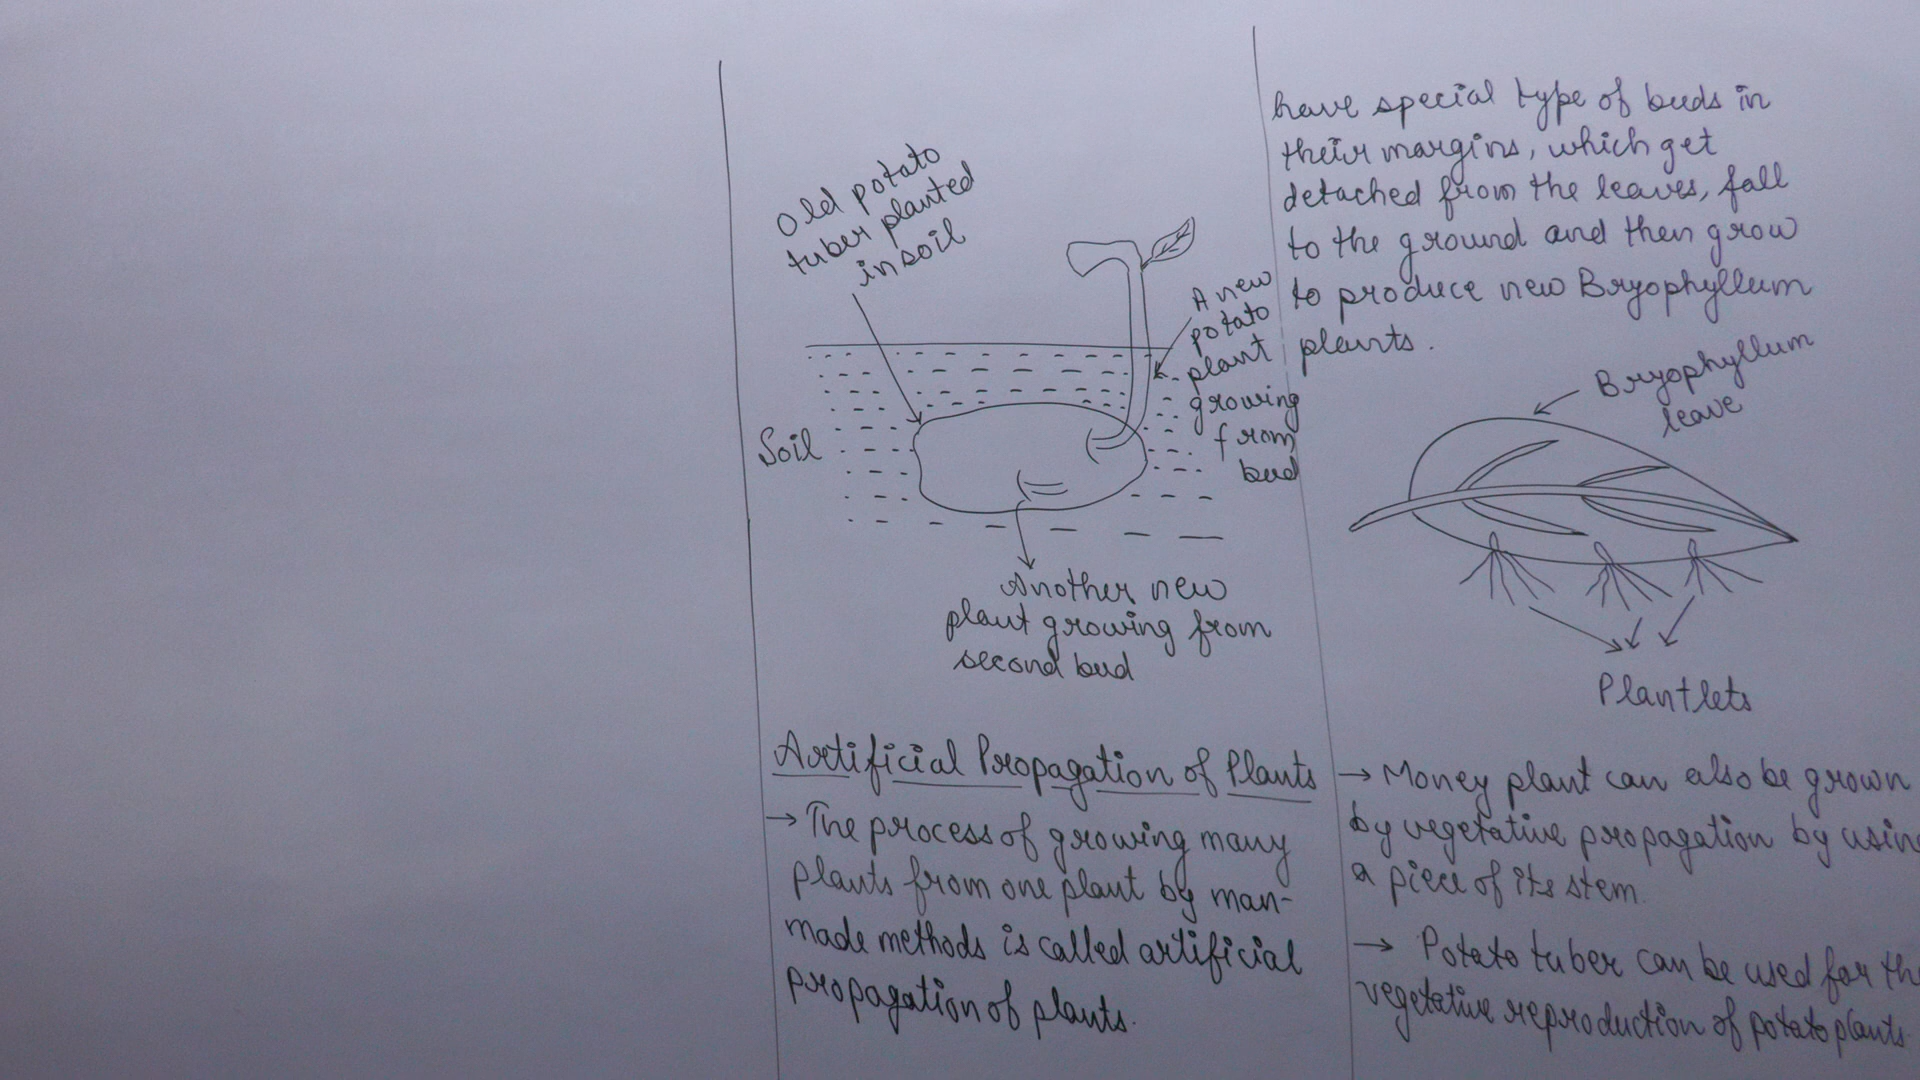 Old potato
tuber planted
in soil
A new
potato
plant
growing
from
bud
Soil
Another new
plant growing from
second bud
Artificial Propagation of Plants
→ The process of growing many
plants from one plant by man-
made methods is called artificial
propagation of plants.
have special type of buds in
their margins, which get
detached from the leaves, fall
to the ground and then grow
to produce new Bryophyllum
plants.
Bryophyllum
leave
Plantlets
→ Money plant can also be grown
by vegetative propagation by using
a piece of its stem.
→ Potato tuber can be used for th
vegetative reproduction of potato plants.